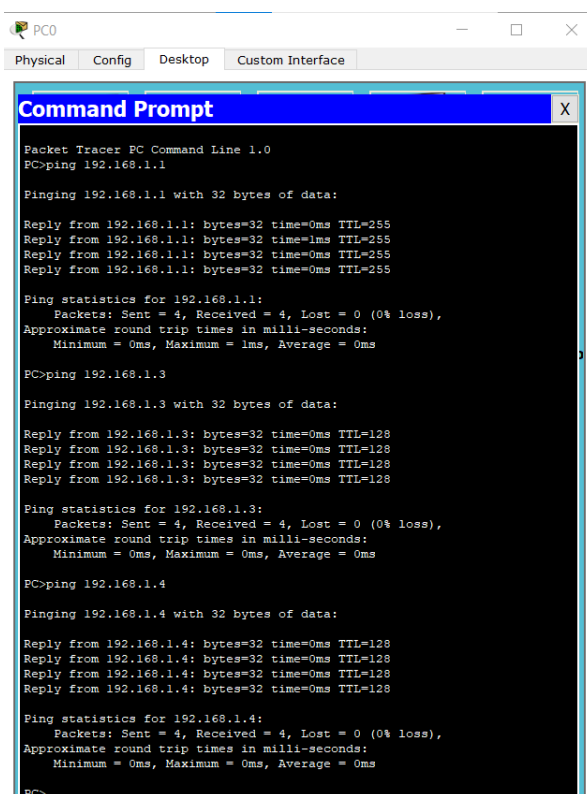 PC0
Physical Config Desktop Custom Interface
Command Prompt X
Packet Tracer PC Command Line 1.0
PC>ping 192.168.1.1
Pinging 192.168.1.1 with 32 bytes of data:
Reply from 192.168.1.1: bytes=32 time=0ms TTL=255
Reply from 192.168.1.1: bytes=32 time=1ms TTL=255
Reply from 192.168.1.1: bytes=32 time=0ms TTL=255
Reply from 192.168.1.1: bytes=32 time=0ms TTL=255
Ping statistics for 192.168.1.1:
Packets: Sent = 4, Received = 4, Lost = 0 (0% loss),
Approximate round trip times in milli-seconds:
Minimum = 0ms, Maximum = 1ms, Average = 0ms
PC>ping 192.168.1.3
Pinging 192.168.1.3 with 32 bytes of data:
Reply from 192.168.1.3: bytes=32 time=0ms TTL=128
Reply from 192.168.1.3: bytes=32 time=0ms TTL=128
Reply from 192.168.1.3: bytes=32 time=0ms TTL=128
Reply from 192.168.1.3: bytes=32 time=0ms TTL=128
Ping statistics for 192.168.1.3:
Packets: Sent = 4, Received = 4, Lost = 0 (0% loss),
Approximate round trip times in milli-seconds:
Minimum = 0ms, Maximum = 0ms, Average = 0ms
PC>ping 192.168.1.4
Pinging 192.168.1.4 with 32 bytes of data:
Reply from 192.168.1.4: bytes=32 time=0ms TTL=128
Reply from 192.168.1.4: bytes=32 time=0ms TTL=128
Reply from 192.168.1.4: bytes=32 time=0ms TTL=128
Reply from 192.168.1.4: bytes=32 time=0ms TTL=128
Ping statistics for 192.168.1.4:
Packets: Sent = 4, Received = 4, Lost = 0 (0% loss),
Approximate round trip times in milli-seconds:
Minimum = 0ms, Maximum = 0ms, Average = 0ms
PC>